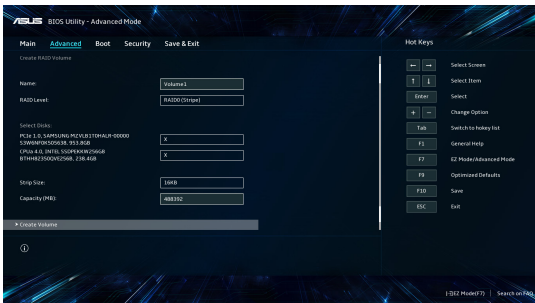 ASUS BIOS Utility - Advanced Mode
Main Advanced Boot Security Save & Exit
Hot Keys
Create RAID Volume
Name: Volume1
RAID Level: RAID0 (Stripe)
Select Disks:
PCIe 1.0, SAMSUNG MZVLB1T0HALR-00000
S3W6NF0K505638, 953.8GB X
CPUa 4.0, INTEL SSDPEKKW256G8
BTHH82350QVE256B, 238.4GB X
Strip Size: 16KB
Capacity (MB): 488392
> Create Volume
← → Select Screen
↑ ↓ Select Item
Enter Select
+ − Change Option
Tab Switch to hokey list
F1 General Help
F7 EZ Mode/Advanced Mode
F9 Optimized Defaults
F10 Save
ESC Exit
EZ Mode(F7) | Search on FAQ